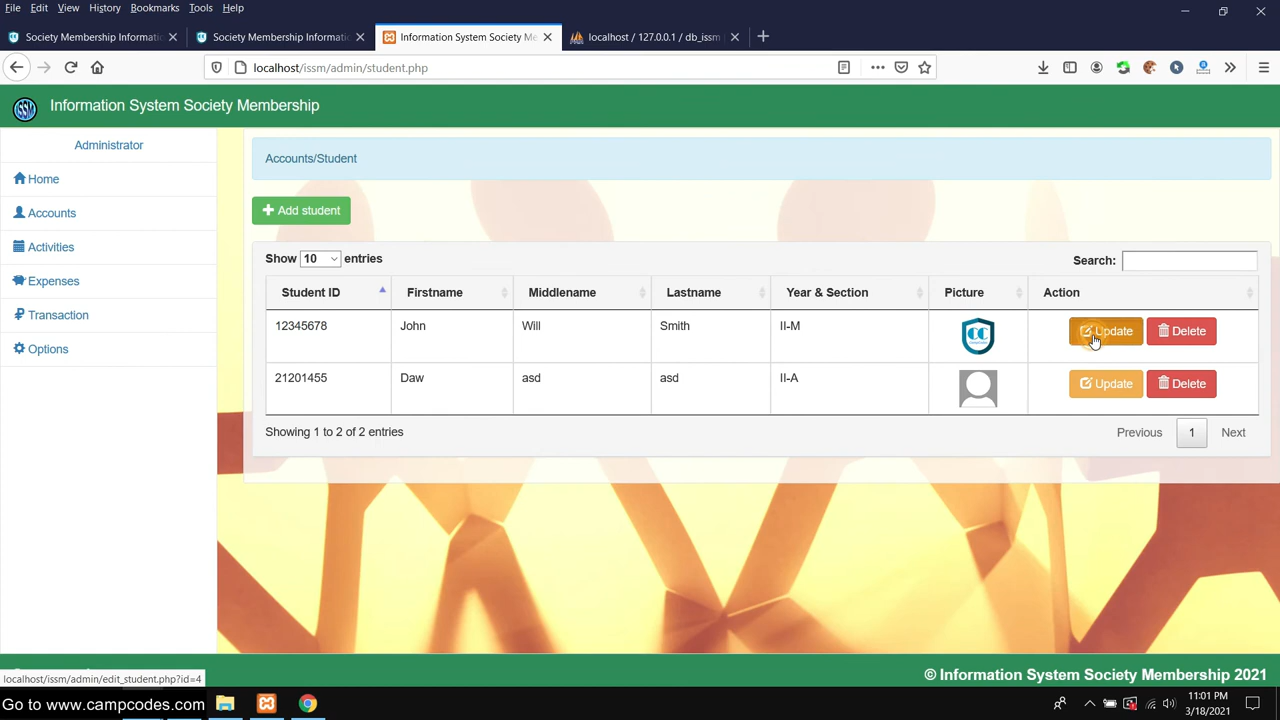 File Edit View History Bookmarks Tools Help
Society Membership Informati
Society Membership Informati
Information System Society Me
localhost / 127.0.0.1 / db_issm
localhost/issm/admin/student.php
ISSM
Information System Society Membership
Administrator
Home
Accounts
Activities
Expenses
Transaction
Options
Accounts/Student
Add student
Show 10 entries
Search:
Student ID Firstname Middlename Lastname Year & Section Picture Action
12345678 John Will Smith II-M CC Update Delete
21201455 Daw asd asd II-A Update Delete
Showing 1 to 2 of 2 entries
Previous 1 Next
© Information System Society Membership 2021
localhost/issm/admin/edit_student.php?id=4
Go to www.campcodes.com
11:01 PM
3/18/2021